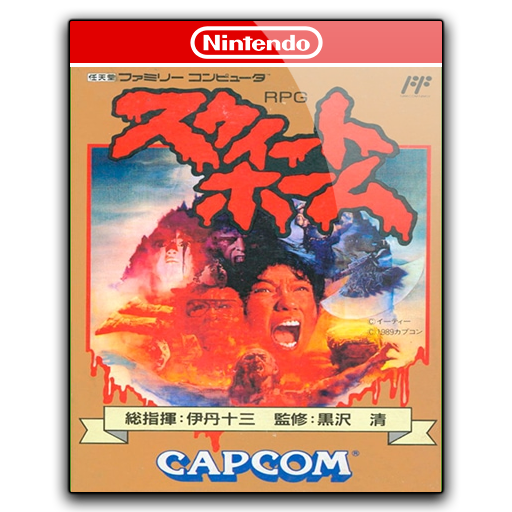 Nintendo
任天堂 ファミリー コンピュータ
FF
RPG
スウィート
ホーム
©イーティー
©1989カプコン
総指揮:伊丹十三 監修:黒沢 清
CAPCOM®